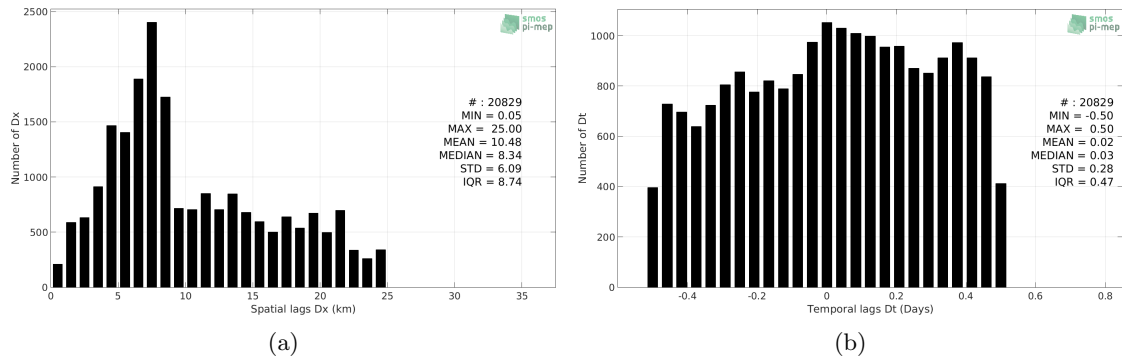 2500
2000
1500
1000
500
0
Number of Dx
0 5 10 15 20 25 30 35
Spatial lags Dx (km)
smos
pi-mep
# : 20829
MIN = 0.05
MAX = 25.00
MEAN = 10.48
MEDIAN = 8.34
STD = 6.09
IQR = 8.74
(a)
1000
800
600
400
200
0
Number of Dt
-0.4 -0.2 0 0.2 0.4 0.6 0.8
Temporal lags Dt (Days)
smos
pi-mep
# : 20829
MIN = -0.50
MAX = 0.50
MEAN = 0.02
MEDIAN = 0.03
STD = 0.28
IQR = 0.47
(b)